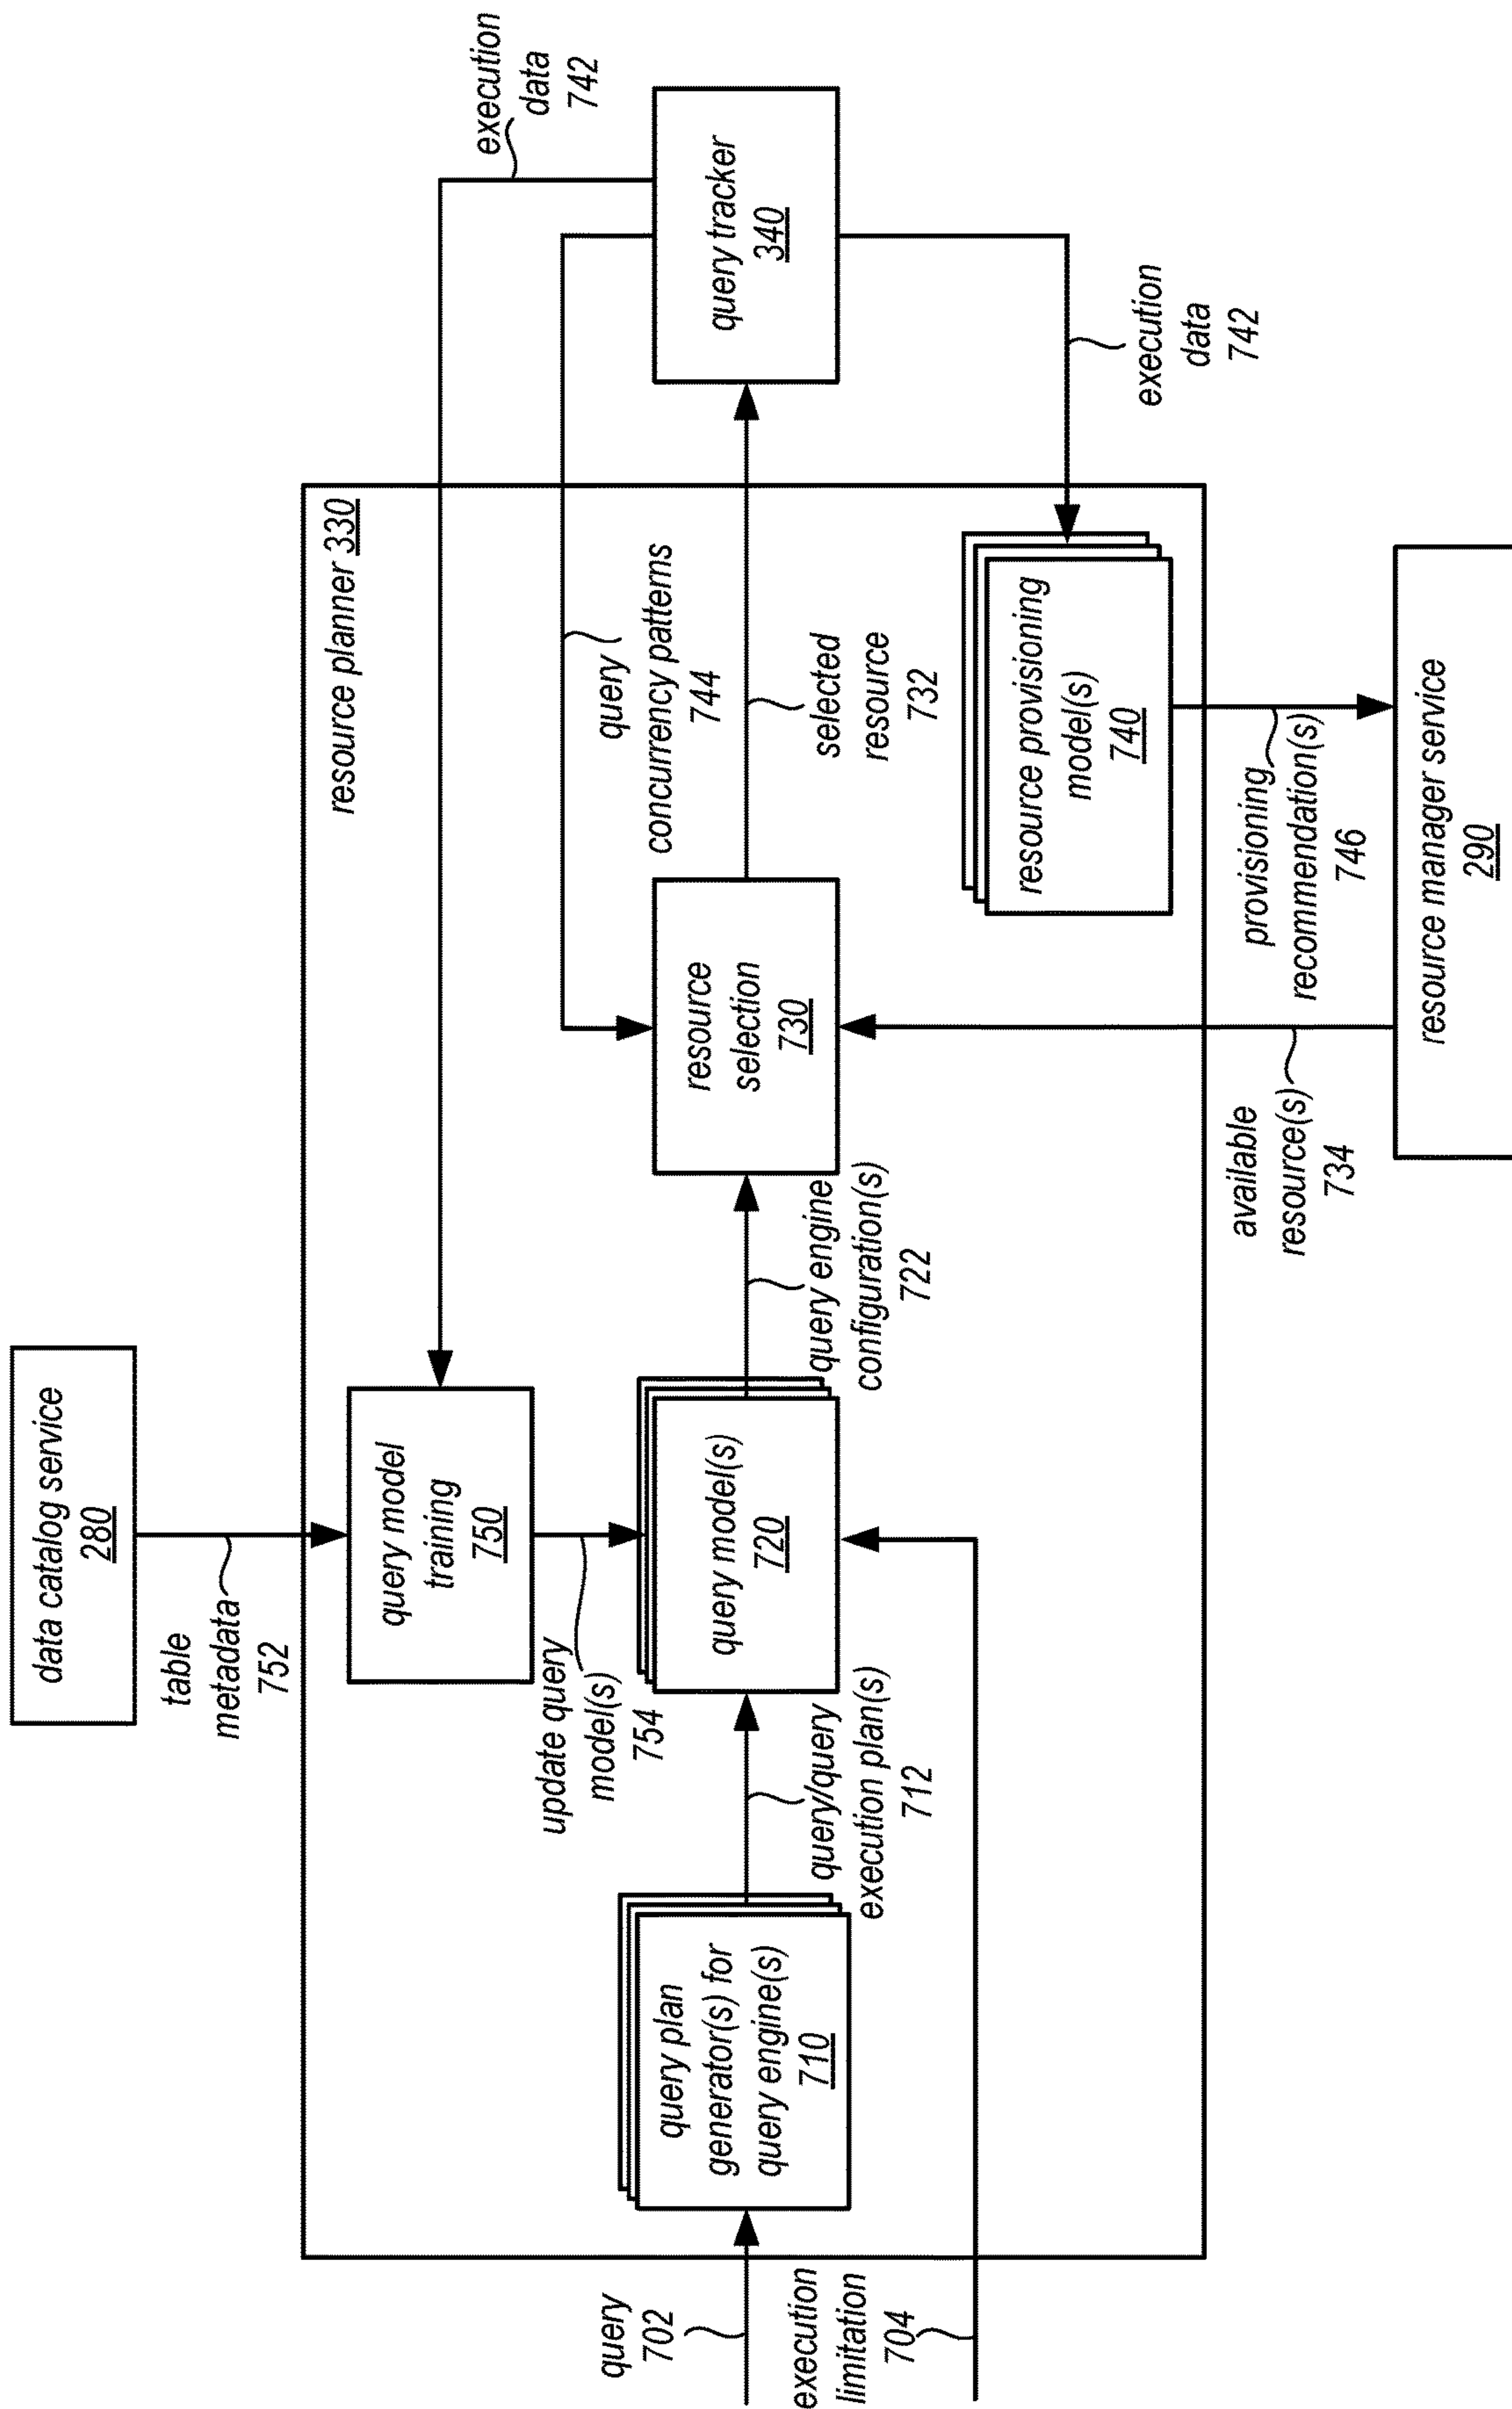 data catalog service
280
table
metadata
752
resource planner 330
execution
data
742
query model
training
750
update query
model(s)
754
query
concurrency patterns
744
query
702
query plan
generator(s) for
query engine(s)
710
query/query
execution plan(s)
712
query model(s)
720
query engine
configuration(s)
722
resource
selection
730
selected
resource
732
query tracker
340
execution
limitation
704
resource provisioning
model(s)
740
execution
data
742
available
resource(s)
734
provisioning
recommendation(s)
746
resource manager service
290